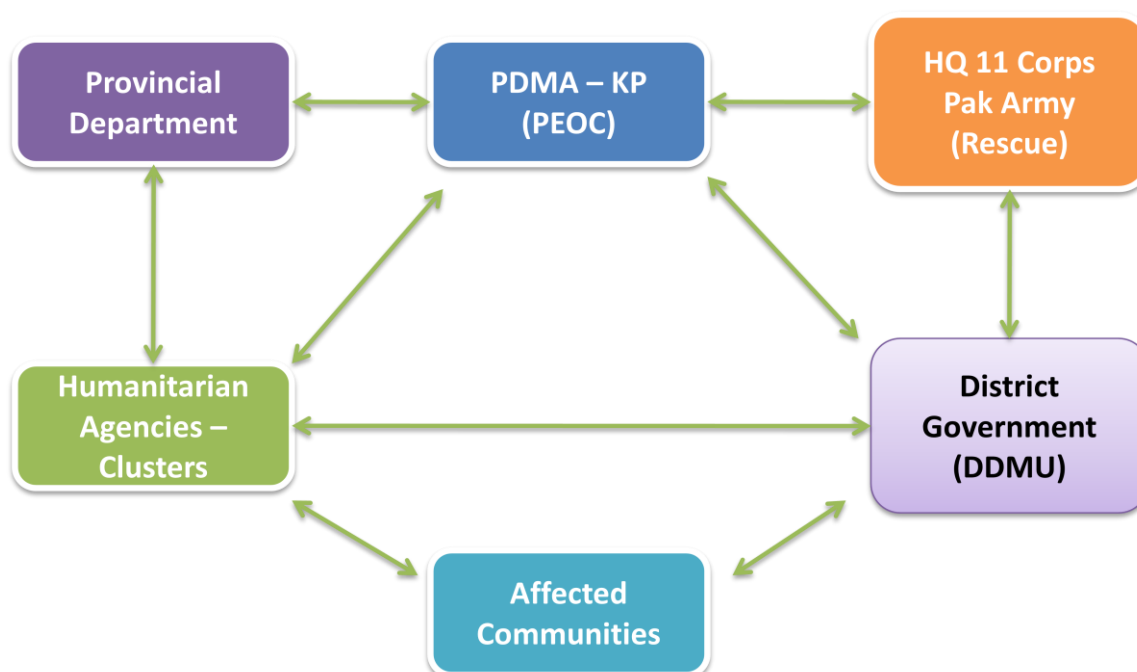 Provincial
Department
PDMA – KP
(PEOC)
HQ 11 Corps
Pak Army
(Rescue)
Humanitarian
Agencies –
Clusters
District
Government
(DDMU)
Affected
Communities